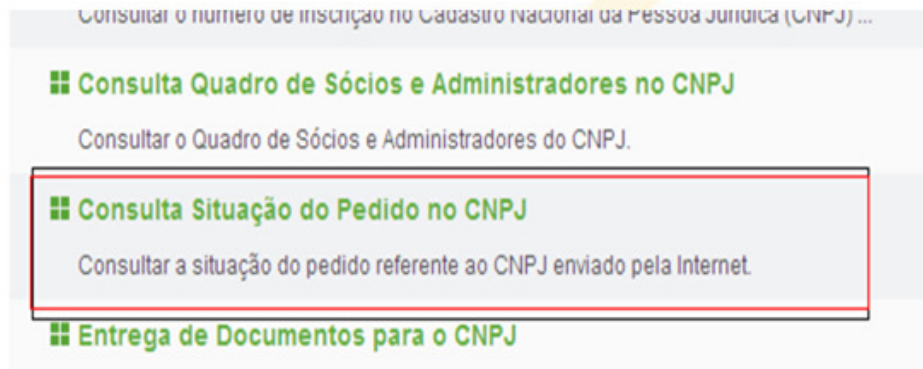 Consultar o número de inscrição no Cadastro Nacional da Pessoa Jurídica (CNPJ) ...
Consulta Quadro de Sócios e Administradores no CNPJ
Consultar o Quadro de Sócios e Administradores do CNPJ.
Consulta Situação do Pedido no CNPJ
Consultar a situação do pedido referente ao CNPJ enviado pela Internet.
Entrega de Documentos para o CNPJ